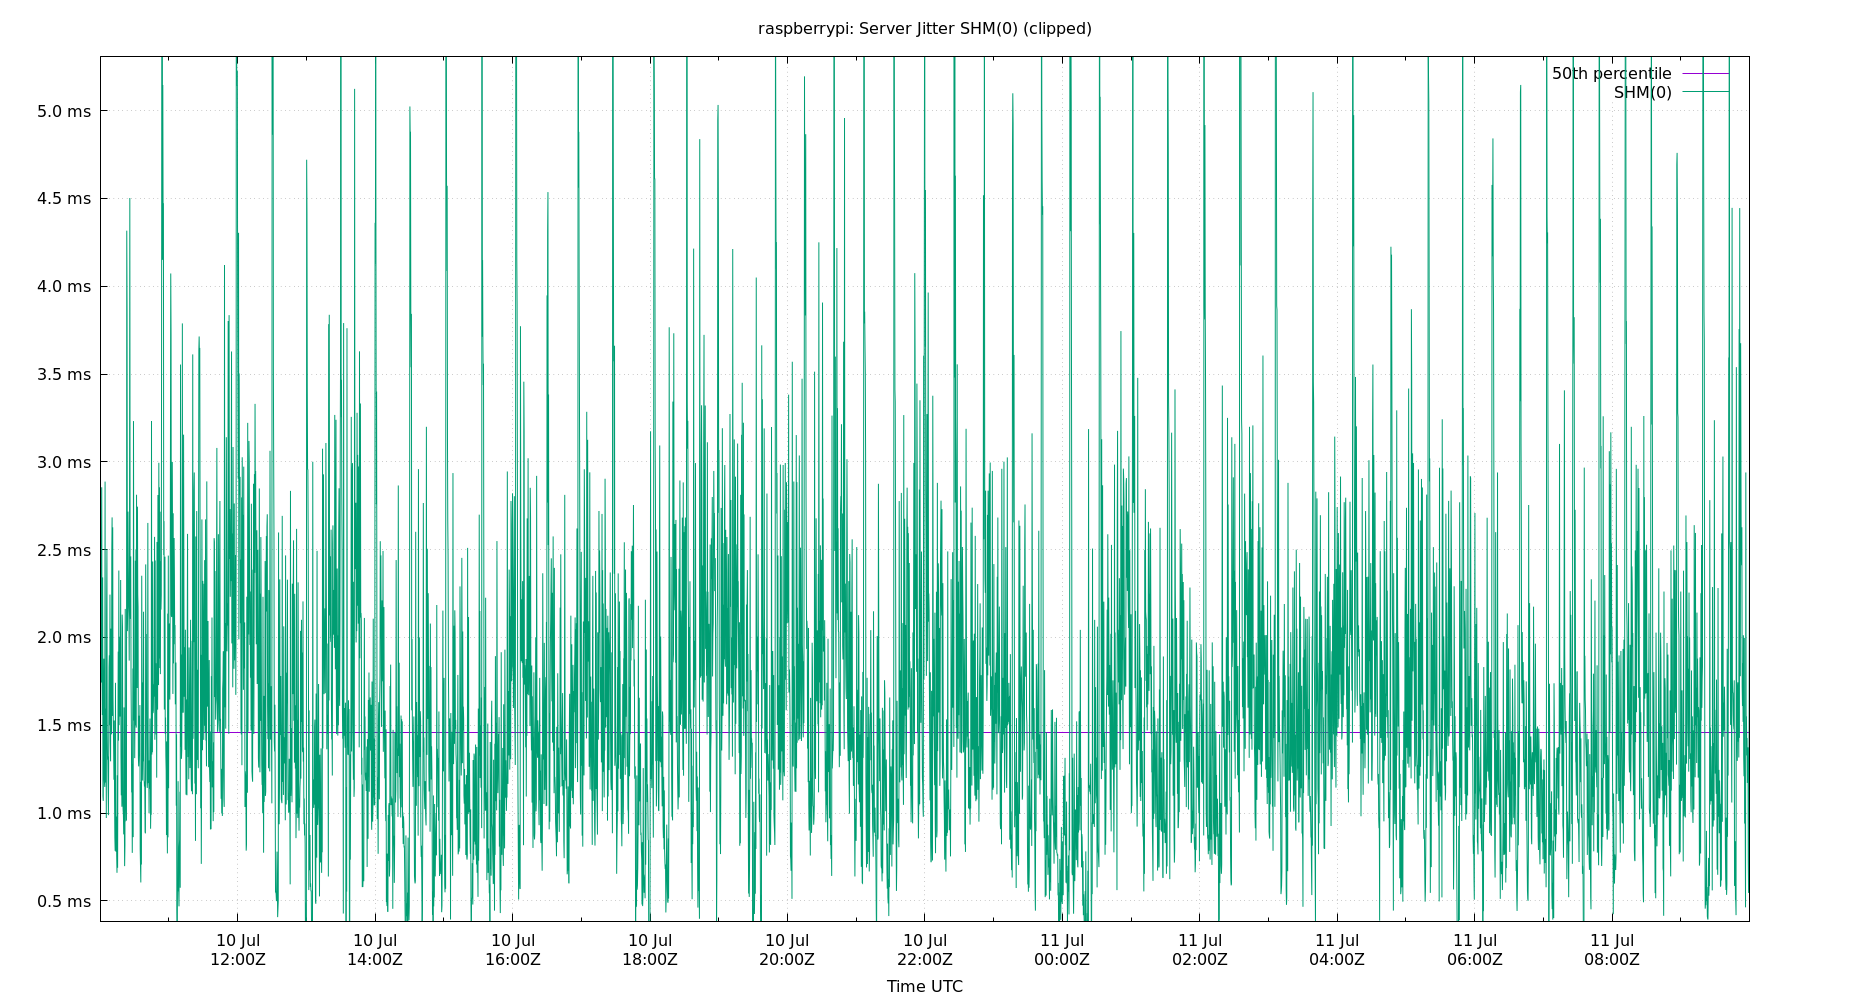 raspberrypi: Server Jitter SHM(0) (clipped)
50th percentile
SHM(0)
5.0 ms
4.5 ms
4.0 ms
3.5 ms
3.0 ms
2.5 ms
2.0 ms
1.5 ms
1.0 ms
0.5 ms
10 Jul 10 Jul 10 Jul 10 Jul 10 Jul 10 Jul 11 Jul 11 Jul 11 Jul 11 Jul 11 Jul
12:00Z 14:00Z 16:00Z 18:00Z 20:00Z 22:00Z 00:00Z 02:00Z 04:00Z 06:00Z 08:00Z
Time UTC